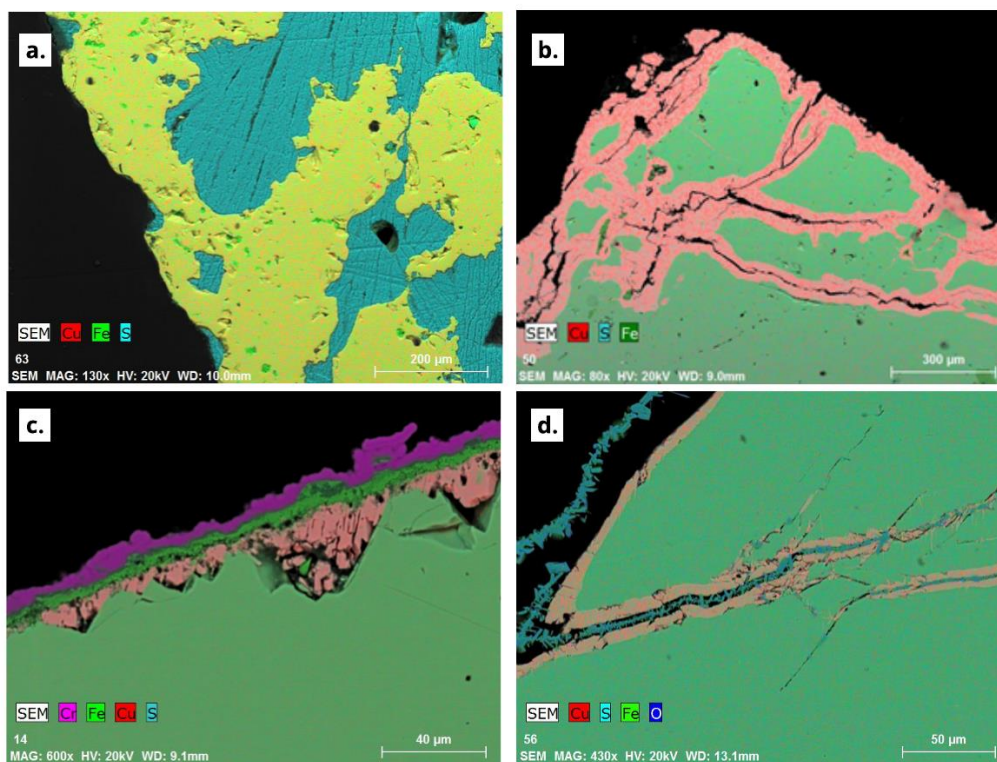 a.
SEM Cu Fe S
63
200 µm
SEM MAG: 130x HV: 20kV WD: 10.0mm
b.
SEM Cu S Fe
50
300 µm
SEM MAG: 80x HV: 20kV WD: 9.0mm
c.
SEM Cr Fe Cu S
14
40 µm
MAG: 600x HV: 20kV WD: 9.1mm
d.
SEM Cu S Fe O
56
50 µm
SEM MAG: 430x HV: 20kV WD: 13.1mm